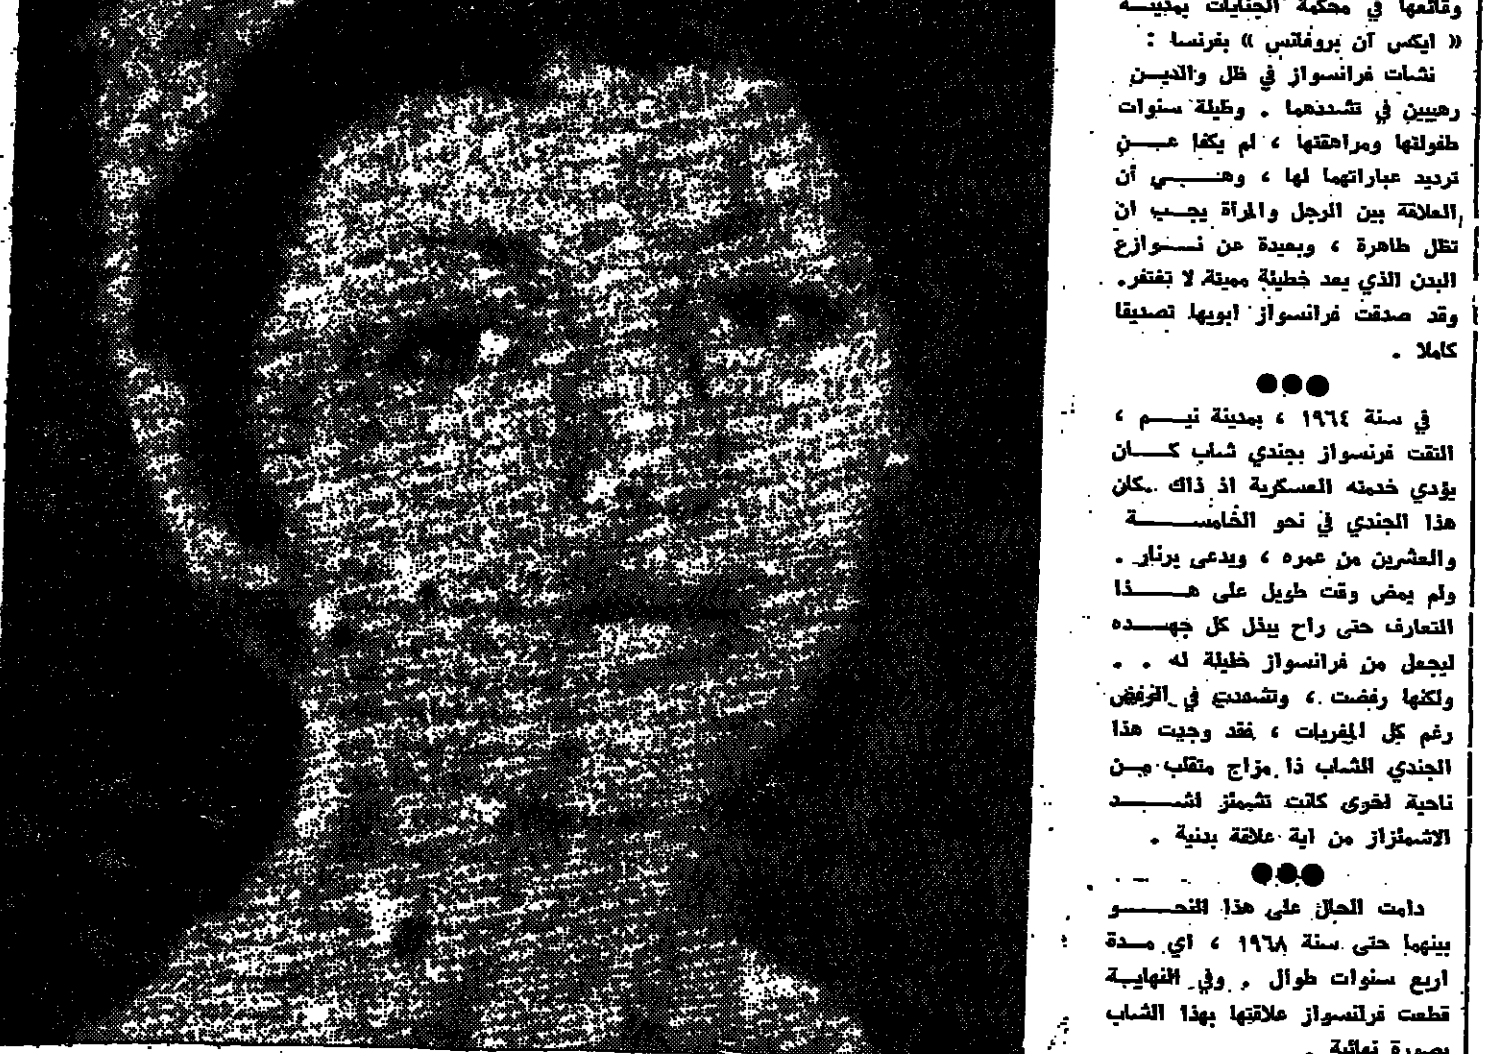 وقائعها في محكمة الجنايات بمدينة
« ايكس آن بروفانس » بفرنسا :
نشات فرانسواز في ظل والدين
رهيبين في تشددهما . وطيلة سنوات
طفولتها ومراهقتها ، لم يكفا عن
ترديد عباراتهما لها ، وهي أن
العلاقة بين الرجل والمرأة يجب ان
تظل طاهرة ، وبعيدة عن نوازع
البدن الذي يعد خطيئة مميتة لا تغتفر.
وقد صدقت فرانسواز ابويها تصديقا
كاملا .
●●●
في سنة ١٩٦٤ ، بمدينة نيم ،
التقت فرنسواز بجندي شاب كان
يؤدي خدمته العسكرية اذ ذاك .كان
هذا الجندي في نحو الخامسة
والعشرين من عمره ، ويدعى برنار .
ولم يمض وقت طويل على هذا
التعارف حتى راح يبذل كل جهده
ليجعل من فرانسواز خليلة له . .
ولكنها رفضت ، وتشددت في الرفض
رغم كل المغريات ، فقد وجدت هذا
الجندي الشاب ذا مزاج متقلب من
ناحية اخرى كانت تشمئز اشد
الاشمئزاز من اية علاقة بدنية .
●●●
دامت الحال على هذا النحو
بينهما حتى سنة ١٩٦٨ ، اي مدة
اربع سنوات طوال . وفي النهاية
قطعت فرانسواز علاقتها بهذا الشاب
بصورة نهائية .